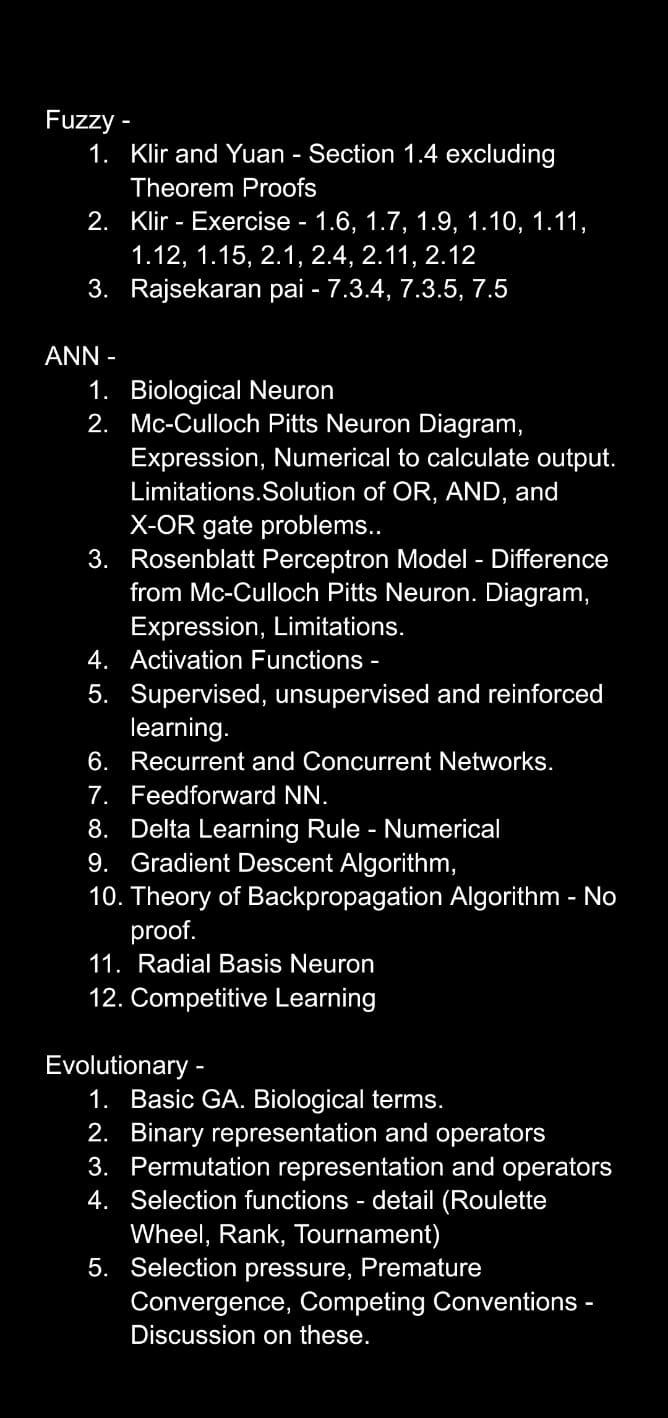 Fuzzy -
1. Klir and Yuan - Section 1.4 excluding
Theorem Proofs
2. Klir - Exercise - 1.6, 1.7, 1.9, 1.10, 1.11,
1.12, 1.15, 2.1, 2.4, 2.11, 2.12
3. Rajsekaran pai - 7.3.4, 7.3.5, 7.5
ANN -
1. Biological Neuron
2. Mc-Culloch Pitts Neuron Diagram,
Expression, Numerical to calculate output.
Limitations.Solution of OR, AND, and
X-OR gate problems..
3. Rosenblatt Perceptron Model - Difference
from Mc-Culloch Pitts Neuron. Diagram,
Expression, Limitations.
4. Activation Functions -
5. Supervised, unsupervised and reinforced
learning.
6. Recurrent and Concurrent Networks.
7. Feedforward NN.
8. Delta Learning Rule - Numerical
9. Gradient Descent Algorithm,
10. Theory of Backpropagation Algorithm - No
proof.
11. Radial Basis Neuron
12. Competitive Learning
Evolutionary -
1. Basic GA. Biological terms.
2. Binary representation and operators
3. Permutation representation and operators
4. Selection functions - detail (Roulette
Wheel, Rank, Tournament)
5. Selection pressure, Premature
Convergence, Competing Conventions -
Discussion on these.